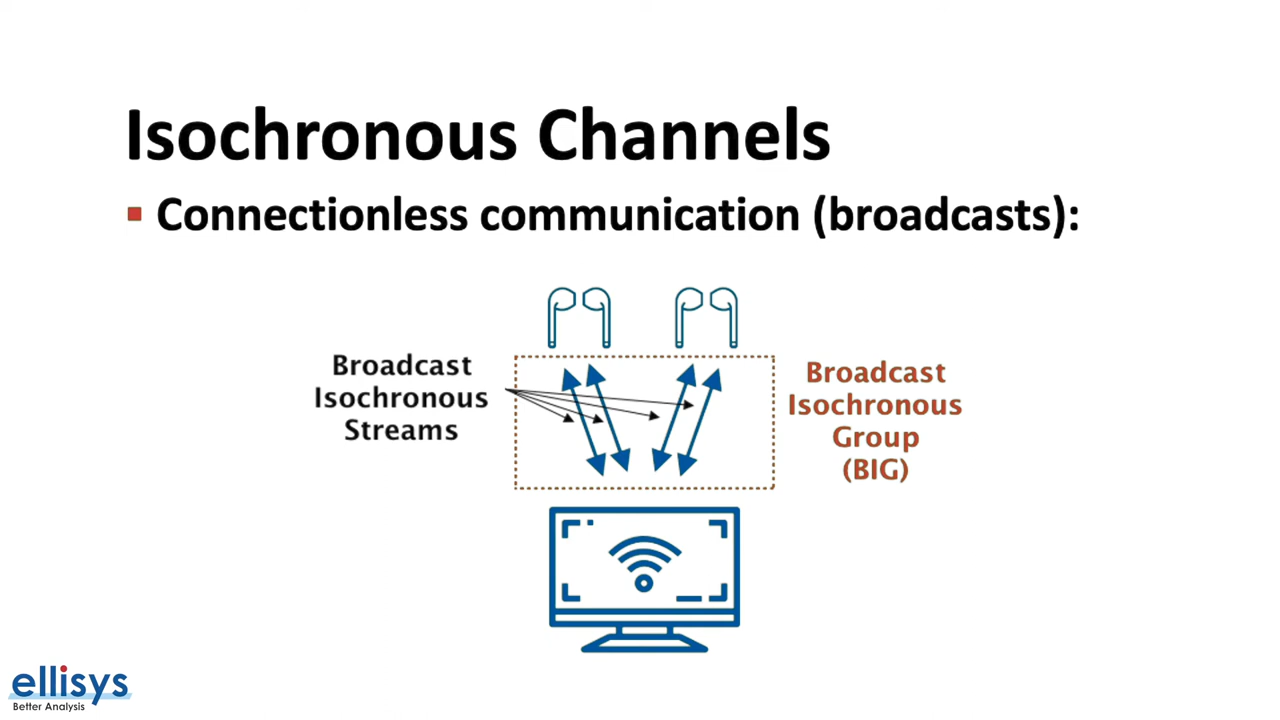 Isochronous Channels
Connectionless communication (broadcasts):
Broadcast
Isochronous
Streams
Broadcast
Isochronous
Group
(BIG)
ellisys
Better Analysis